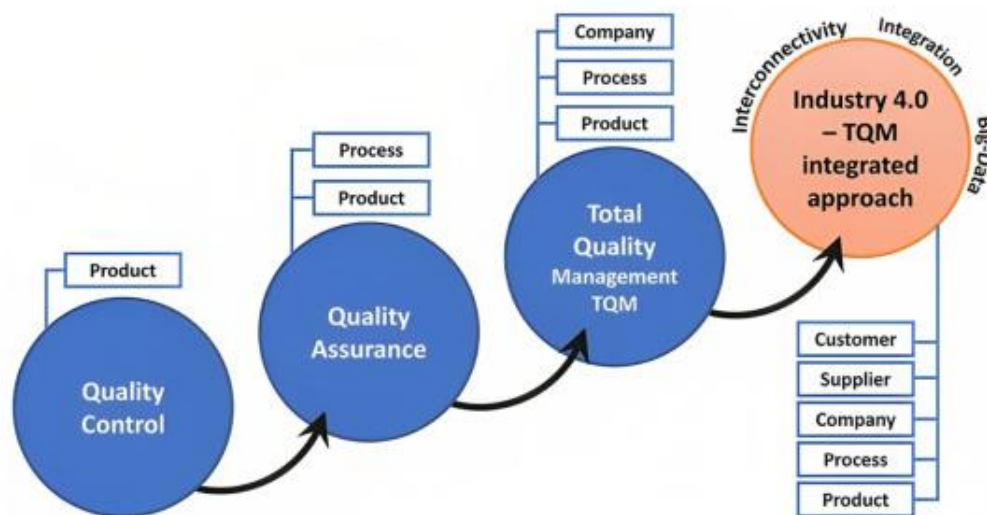 Product
Quality
Control
Process
Product
Quality
Assurance
Company
Process
Product
Total
Quality
Management
TQM
Interconnectivity
Integration
Big-Data
Industry 4.0
– TQM
integrated
approach
Customer
Supplier
Company
Process
Product